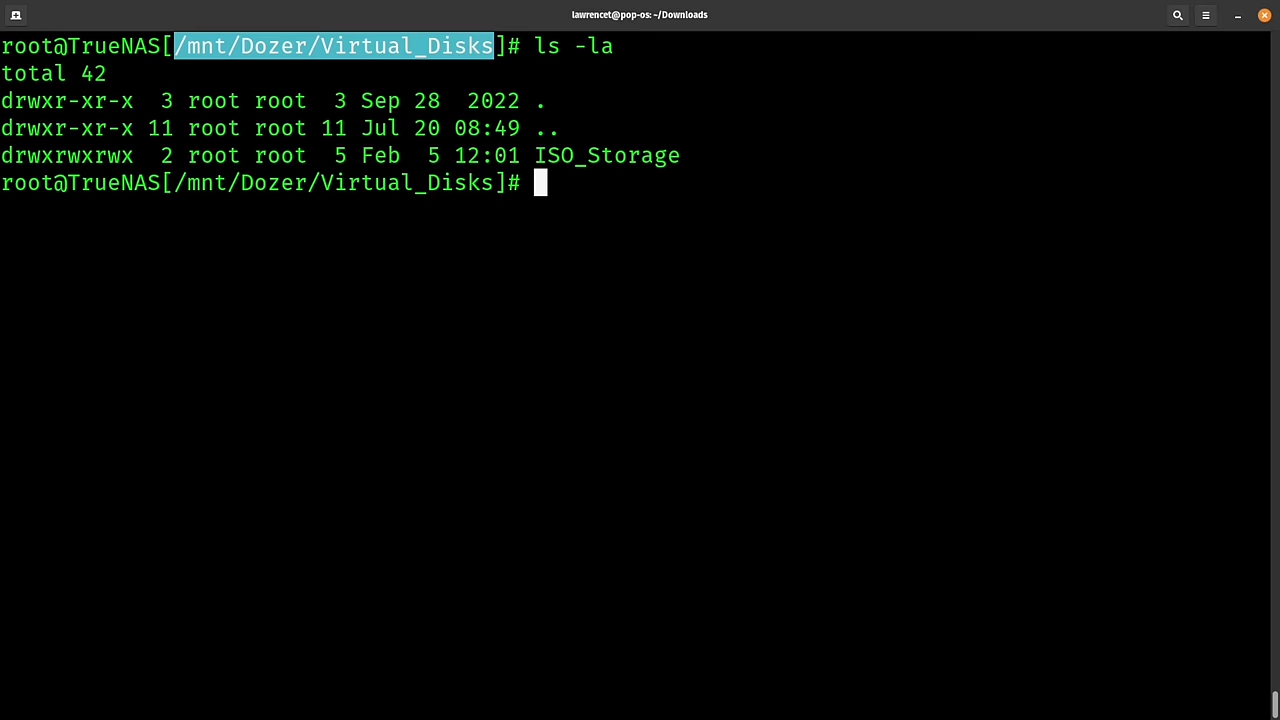 lawrencet@pop-os: ~/Downloads
root@TrueNAS[/mnt/Dozer/Virtual_Disks]# ls -la
total 42
drwxr-xr-x  3 root root  3 Sep 28  2022 .
drwxr-xr-x 11 root root 11 Jul 20 08:49 ..
drwxrwxrwx  2 root root  5 Feb  5 12:01 ISO_Storage
root@TrueNAS[/mnt/Dozer/Virtual_Disks]#